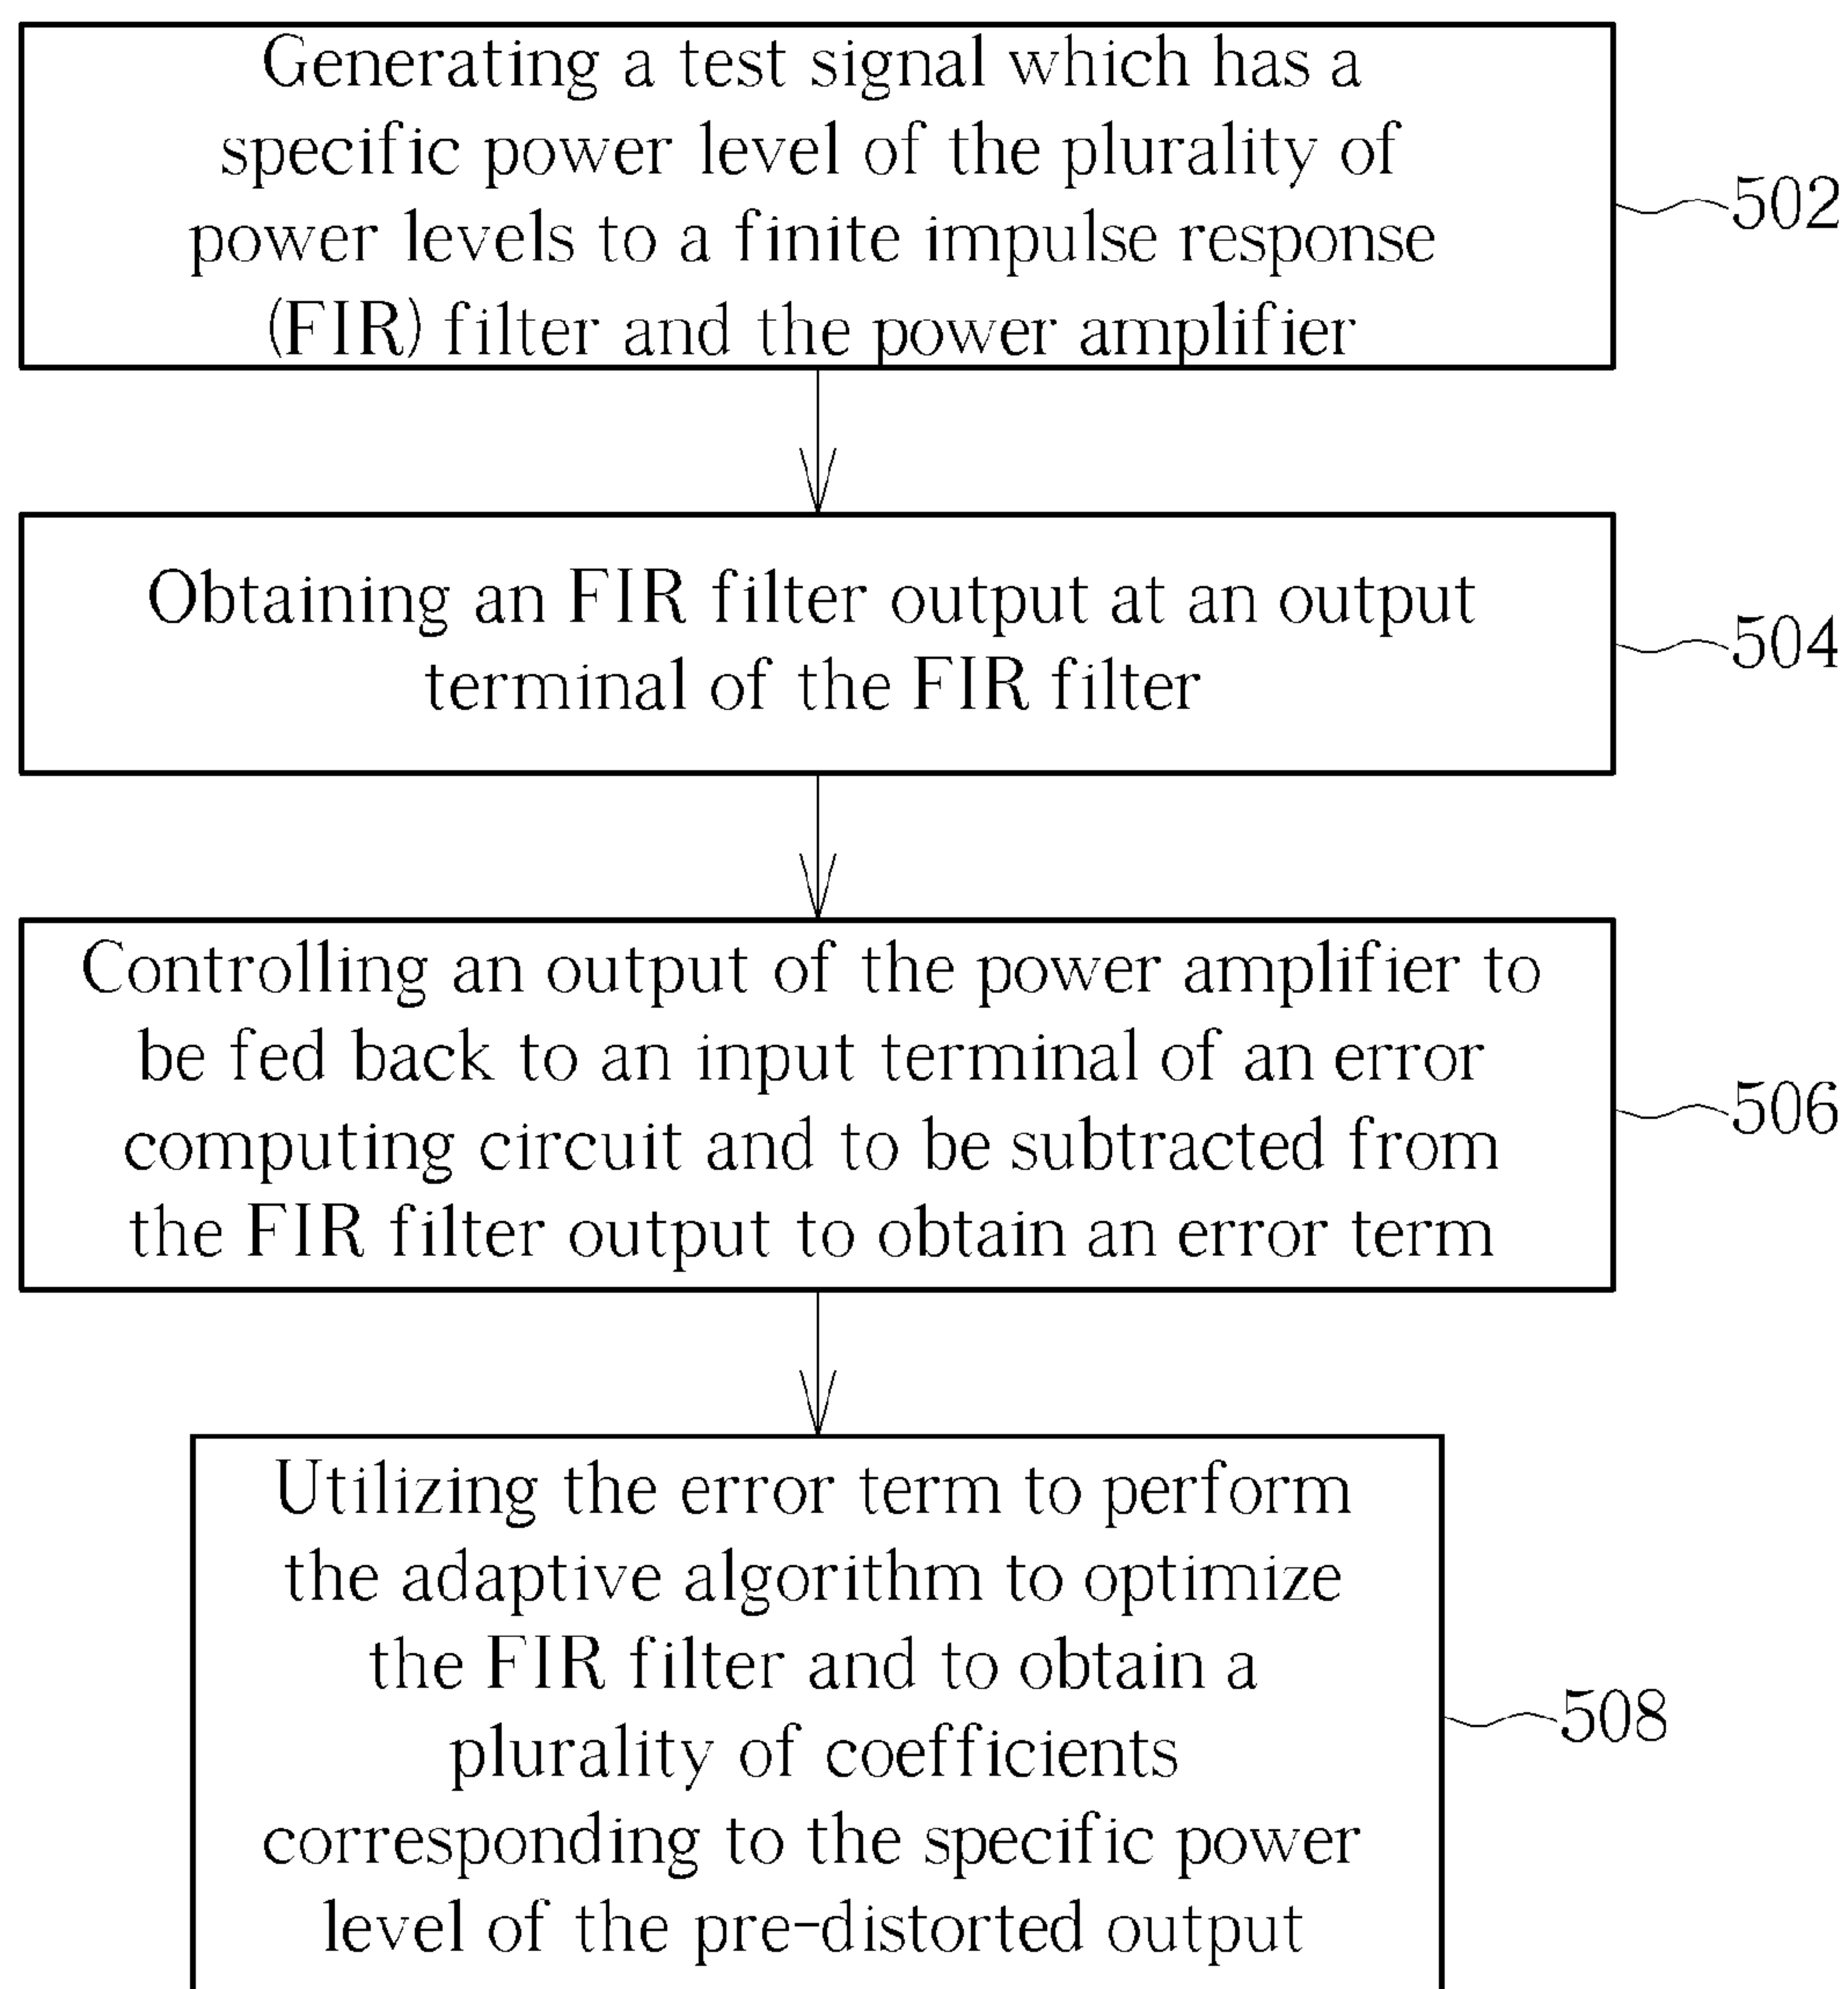 Generating a test signal which has a
specific power level of the plurality of
power levels to a finite impulse response
(FIR) filter and the power amplifier
502
Obtaining an FIR filter output at an output
terminal of the FIR filter
504
Controlling an output of the power amplifier to
be fed back to an input terminal of an error
computing circuit and to be subtracted from
the FIR filter output to obtain an error term
506
Utilizing the error term to perform
the adaptive algorithm to optimize
the FIR filter and to obtain a
plurality of coefficients
corresponding to the specific power
level of the pre-distorted output
508